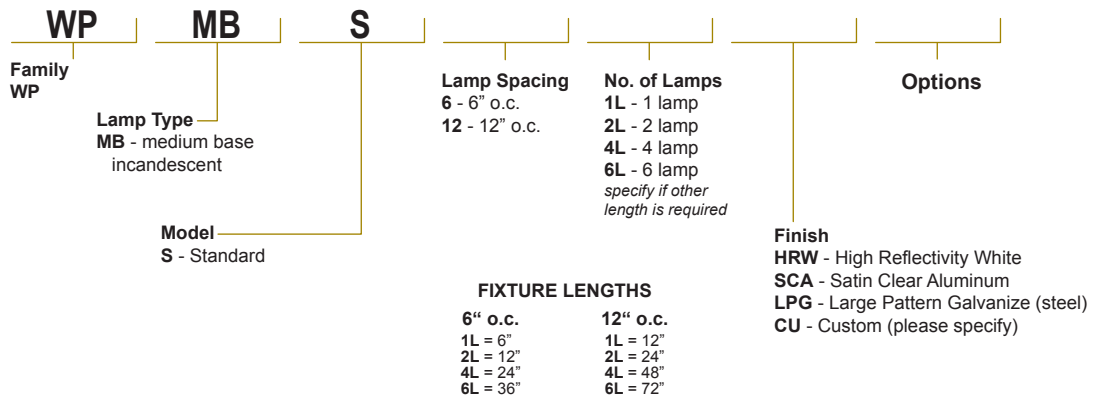 WP MB S
Family
WP
Lamp Type
MB - medium base
incandescent
Model
S - Standard
Lamp Spacing
6 - 6” o.c.
12 - 12” o.c.
No. of Lamps
1L - 1 lamp
2L - 2 lamp
4L - 4 lamp
6L - 6 lamp
specify if other
length is required
Finish
HRW - High Reflectivity White
SCA - Satin Clear Aluminum
LPG - Large Pattern Galvanize (steel)
CU - Custom (please specify)
Options
FIXTURE LENGTHS
6“ o.c.
1L = 6”
2L = 12”
4L = 24”
6L = 36”
12“ o.c.
1L = 12”
2L = 24”
4L = 48”
6L = 72”